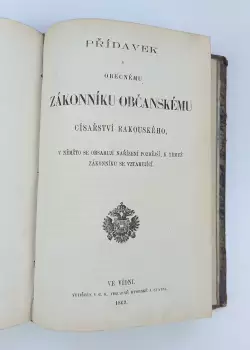 PŘÍDAVEK
K
OBECNÉMU
ZÁKONNÍKU OBČANSKÉMU
CÍSAŘSTVÍ RAKOUSKÉHO,
V NĚMŽTO SE OBSAHUJÍ NAŘÍZENÍ POZDĚJŠÍ, K TOMUTO
ZÁKONNÍKU SE VZTAHUJÍCÍ.
VE VÍDNI.